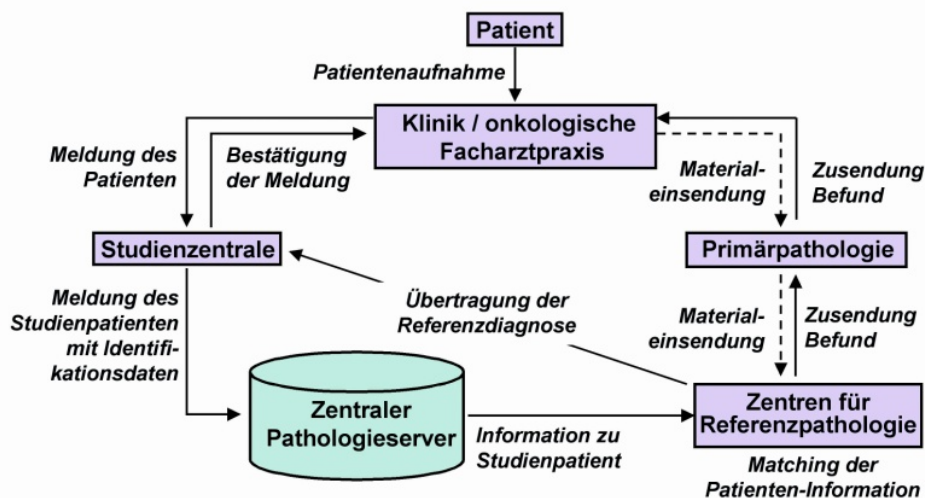 Patient
Patientenaufnahme
Klinik / onkologische
Facharztpraxis
Meldung des
Patienten
Bestätigung
der Meldung
Material-
einsendung
Zusendung
Befund
Studienzentrale
Primärpathologie
Meldung des
Studienpatienten
mit Identifi-
kationsdaten
Übertragung der
Referenzdiagnose
Material-
einsendung
Zusendung
Befund
Zentraler
Pathologieserver
Information zu
Studienpatient
Zentren für
Referenzpathologie
Matching der
Patienten-Information